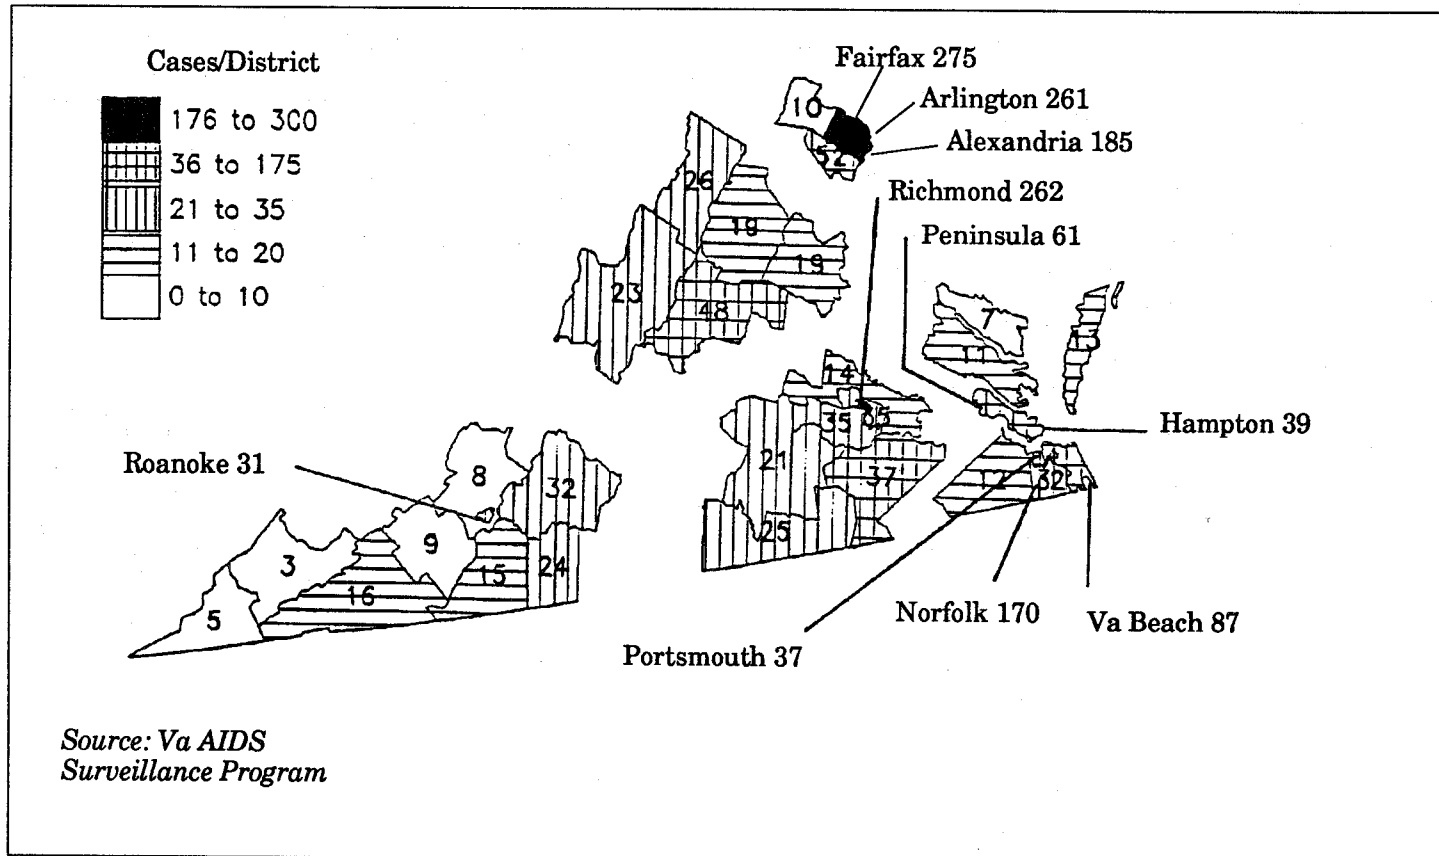 Cases/District
176 to 300
36 to 175
21 to 35
11 to 20
0 to 10
Fairfax 275
Arlington 261
Alexandria 185
Richmond 262
Peninsula 61
Hampton 39
Roanoke 31
Norfolk 170
Va Beach 87
Portsmouth 37
10
52
26
19
19
23
48
7
11
13
14
35
21
37
12
32
25
8
32
9
3
15
24
16
5
Source: Va AIDS
Surveillance Program